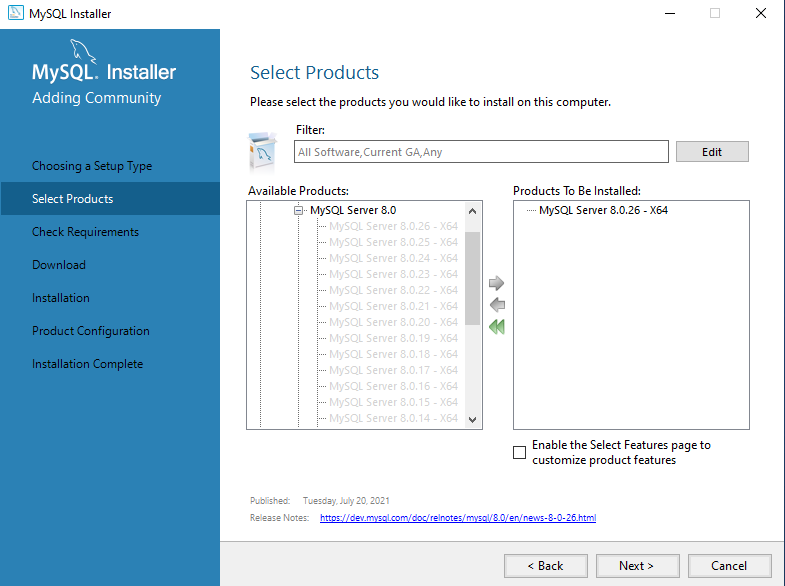 MySQL Installer
MySQL. Installer
Adding Community
Choosing a Setup Type
Select Products
Check Requirements
Download
Installation
Product Configuration
Installation Complete
Select Products
Please select the products you would like to install on this computer.
Filter:
All Software,Current GA,Any
Edit
Available Products:
MySQL Server 8.0
MySQL Server 8.0.26 - X64
MySQL Server 8.0.25 - X64
MySQL Server 8.0.24 - X64
MySQL Server 8.0.23 - X64
MySQL Server 8.0.22 - X64
MySQL Server 8.0.21 - X64
MySQL Server 8.0.20 - X64
MySQL Server 8.0.19 - X64
MySQL Server 8.0.18 - X64
MySQL Server 8.0.17 - X64
MySQL Server 8.0.16 - X64
MySQL Server 8.0.15 - X64
MySQL Server 8.0.14 - X64
Products To Be Installed:
MySQL Server 8.0.26 - X64
Enable the Select Features page to
customize product features
Published: Tuesday, July 20, 2021
Release Notes: https://dev.mysql.com/doc/relnotes/mysql/8.0/en/news-8-0-26.html
< Back
Next >
Cancel